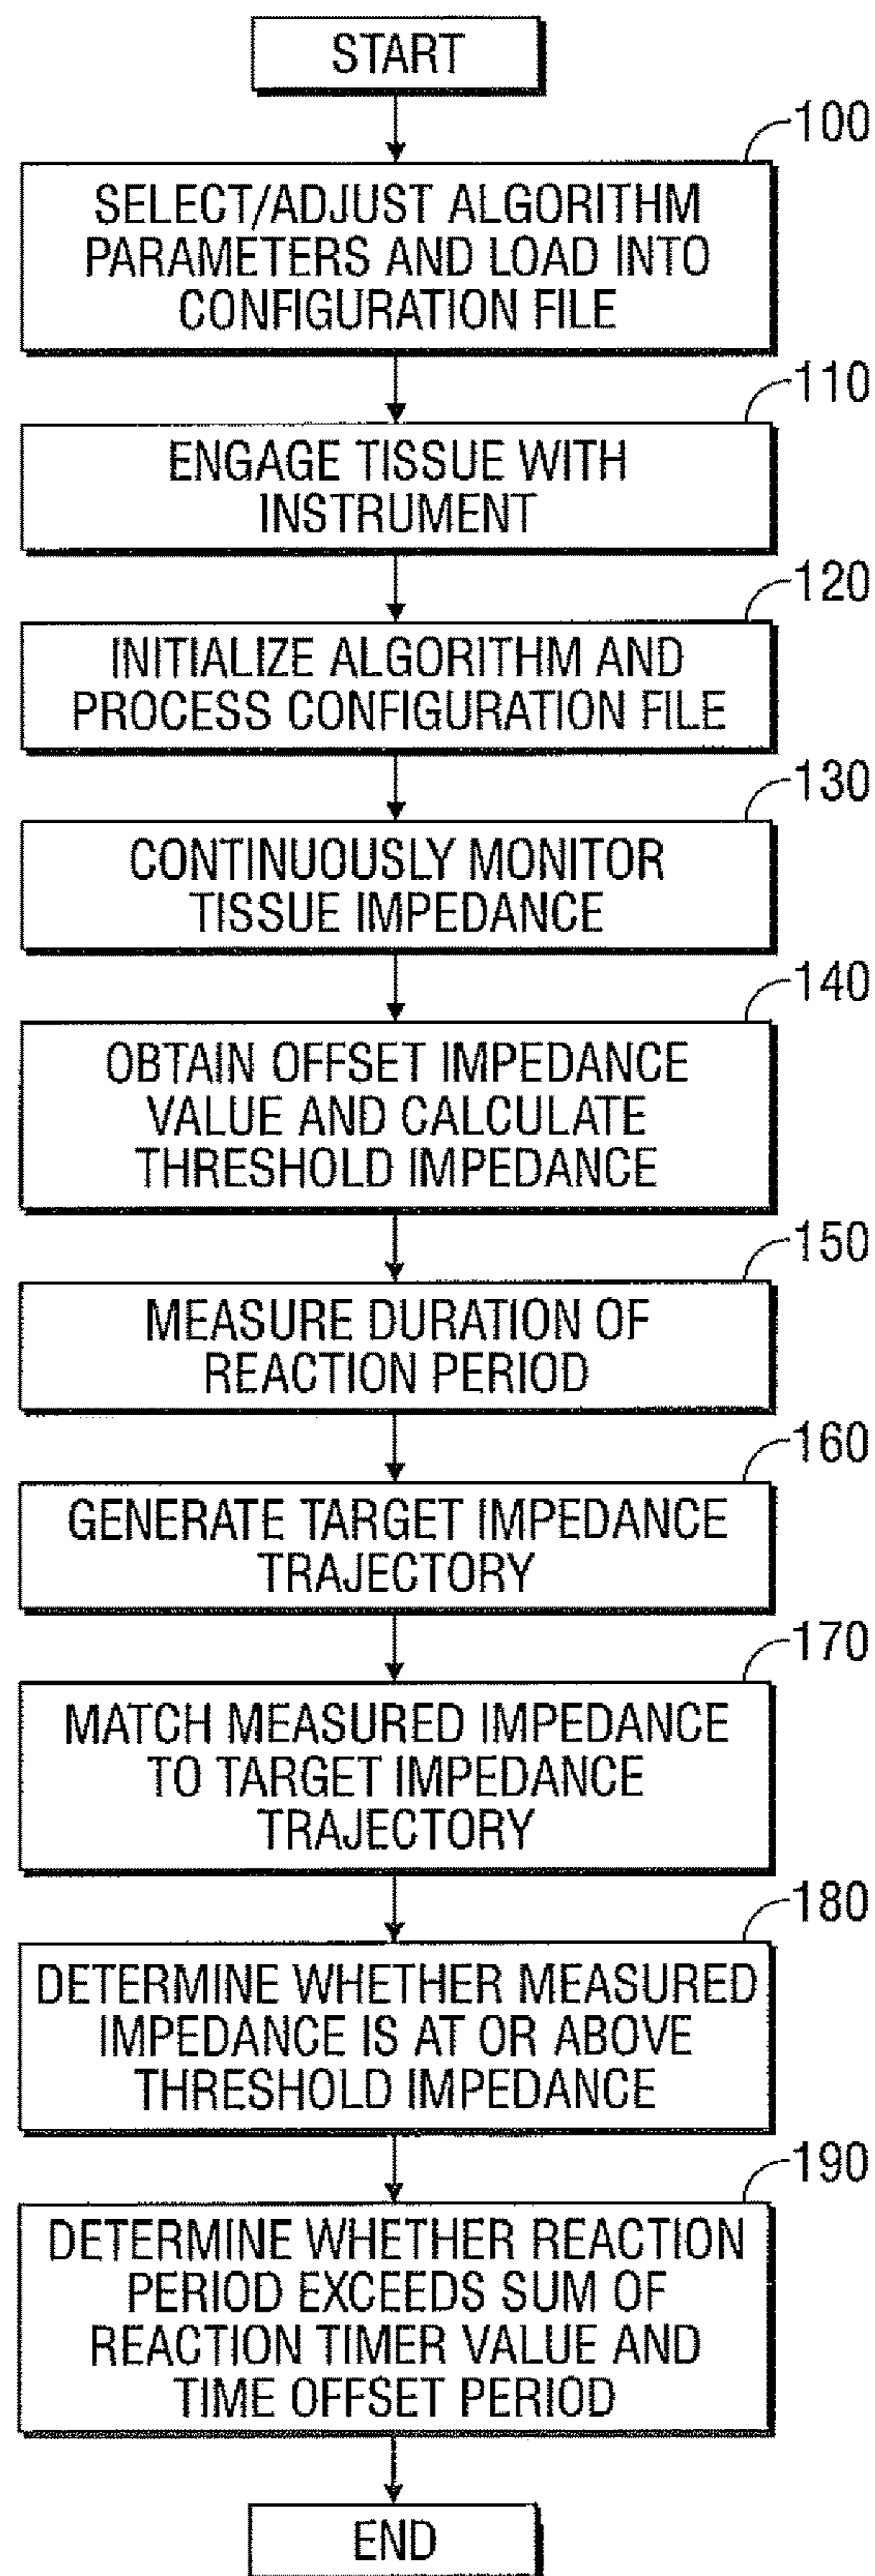 START
100
SELECT/ADJUST ALGORITHM
PARAMETERS AND LOAD INTO
CONFIGURATION FILE
110
ENGAGE TISSUE WITH
INSTRUMENT
120
INITIALIZE ALGORITHM AND
PROCESS CONFIGURATION FILE
130
CONTINUOUSLY MONITOR
TISSUE IMPEDANCE
140
OBTAIN OFFSET IMPEDANCE
VALUE AND CALCULATE
THRESHOLD IMPEDANCE
150
MEASURE DURATION OF
REACTION PERIOD
160
GENERATE TARGET IMPEDANCE
TRAJECTORY
170
MATCH MEASURED IMPEDANCE
TO TARGET IMPEDANCE
TRAJECTORY
180
DETERMINE WHETHER MEASURED
IMPEDANCE IS AT OR ABOVE
THRESHOLD IMPEDANCE
190
DETERMINE WHETHER REACTION
PERIOD EXCEEDS SUM OF
REACTION TIMER VALUE AND
TIME OFFSET PERIOD
END